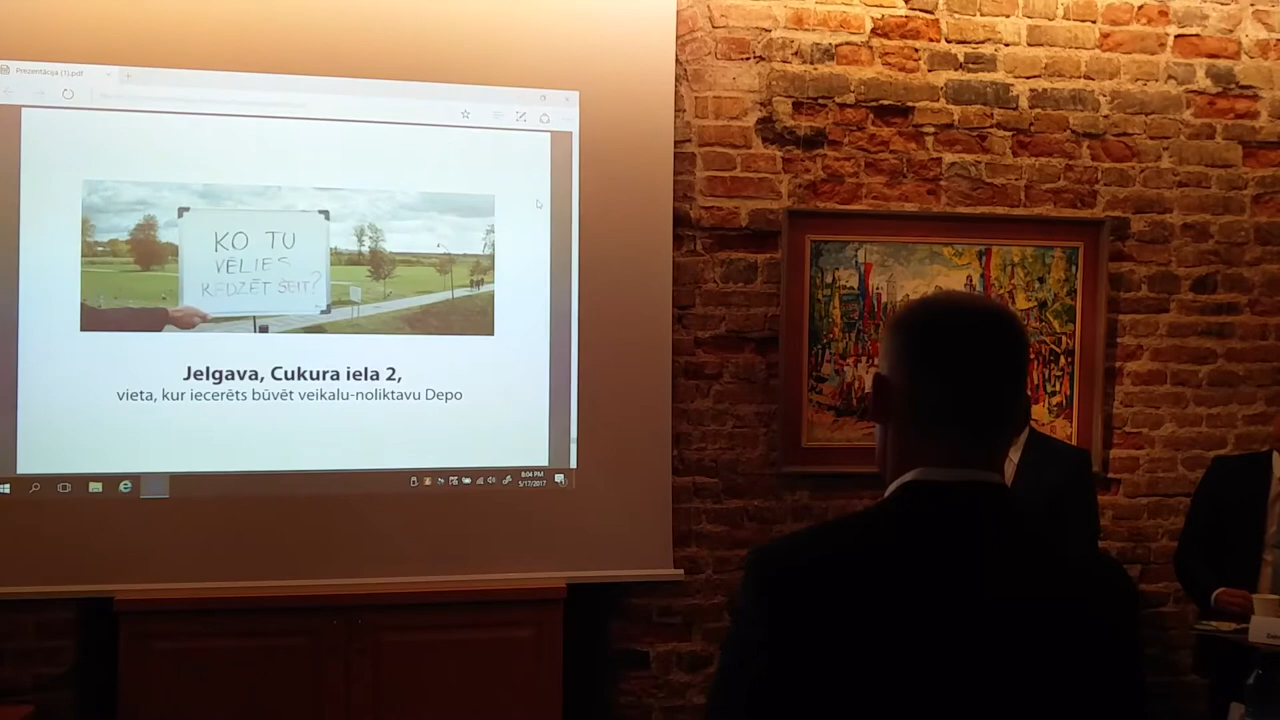 Prezentācija (1).pdf
KO TU
VĒLIES
REDZĒT ŠEIT?
Jelgava, Cukura iela 2,
vieta, kur iecerēts būvēt veikalu-noliktavu Depo
8:04 PM
5/17/2017